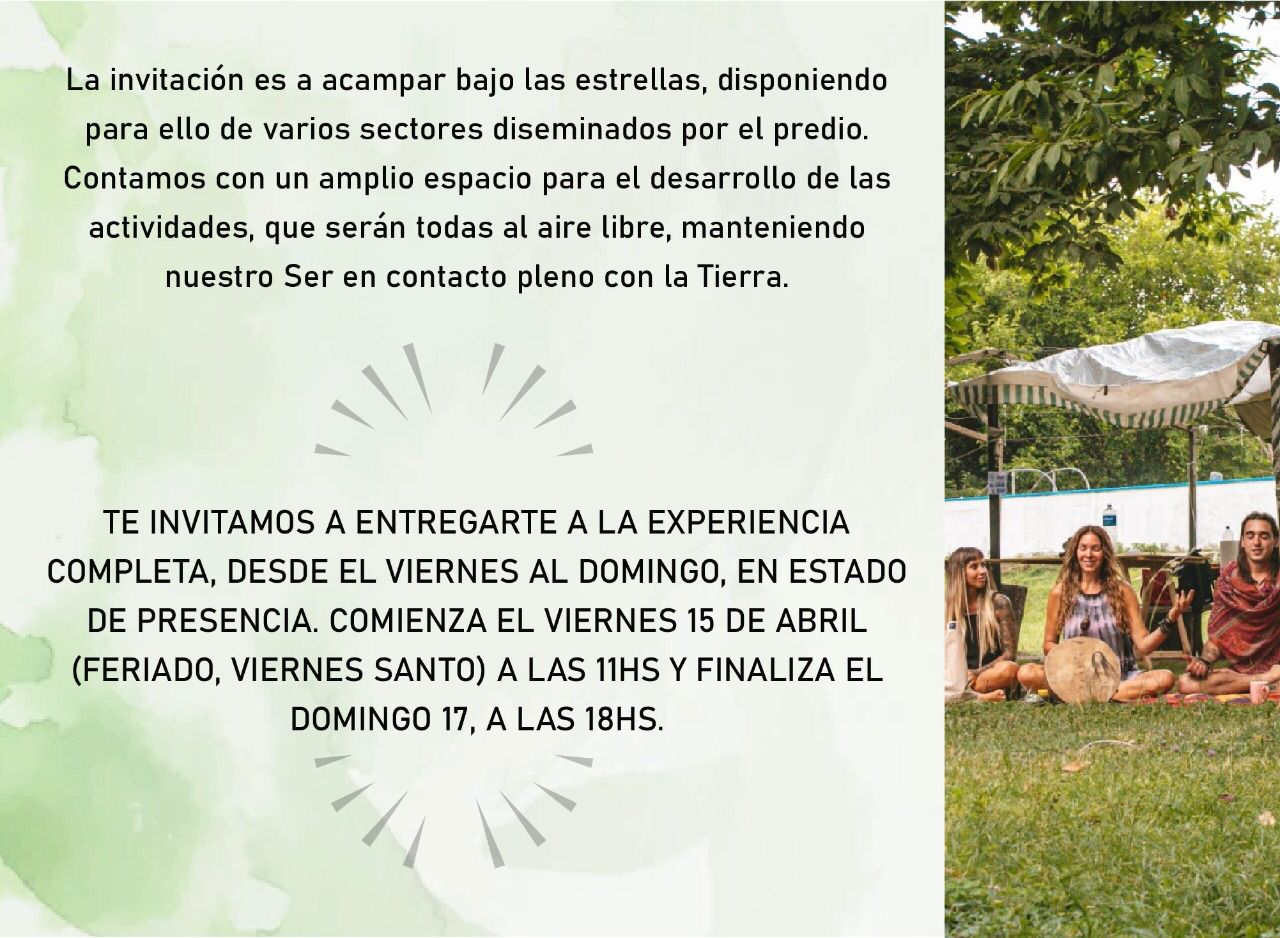 La invitación es a acampar bajo las estrellas, disponiendo
para ello de varios sectores diseminados por el predio.
Contamos con un amplio espacio para el desarrollo de las
actividades, que serán todas al aire libre, manteniendo
nuestro Ser en contacto pleno con la Tierra.
TE INVITAMOS A ENTREGARTE A LA EXPERIENCIA
COMPLETA, DESDE EL VIERNES AL DOMINGO, EN ESTADO
DE PRESENCIA. COMIENZA EL VIERNES 15 DE ABRIL
(FERIADO, VIERNES SANTO) A LAS 11HS Y FINALIZA EL
DOMINGO 17, A LAS 18HS.